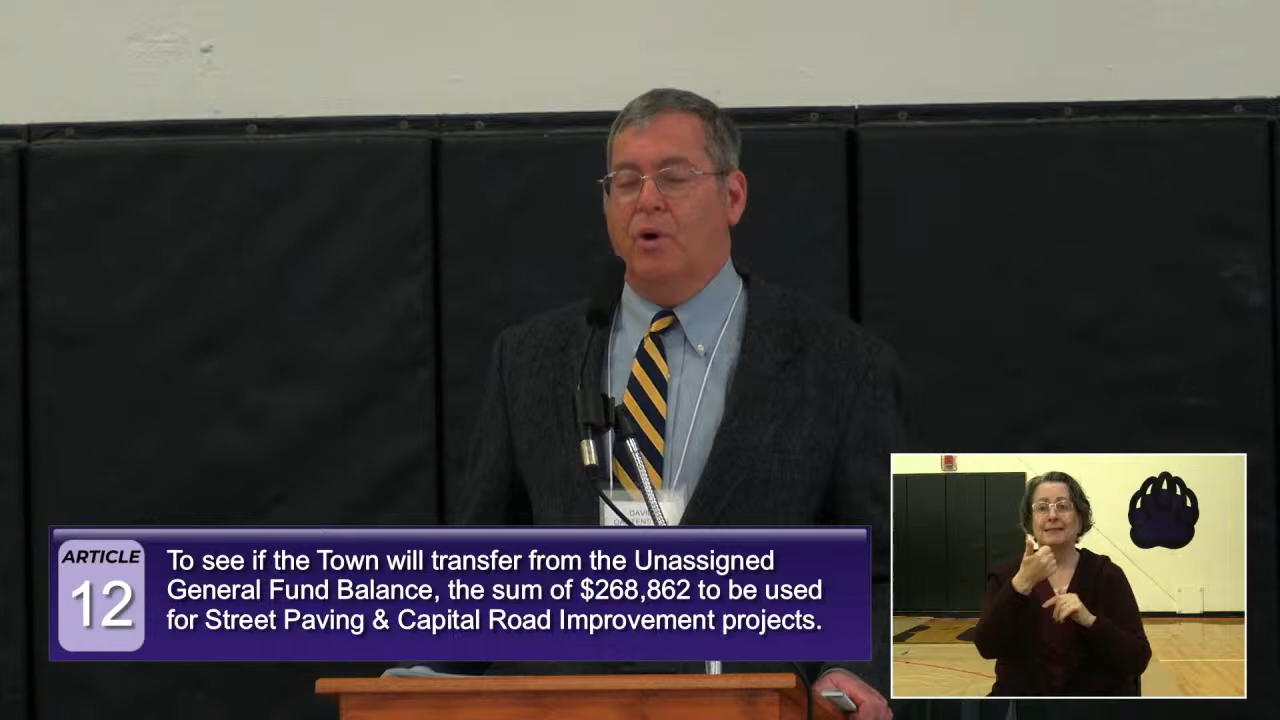 ARTICLE
12
To see if the Town will transfer from the Unassigned
General Fund Balance, the sum of $268,862 to be used
for Street Paving & Capital Road Improvement projects.